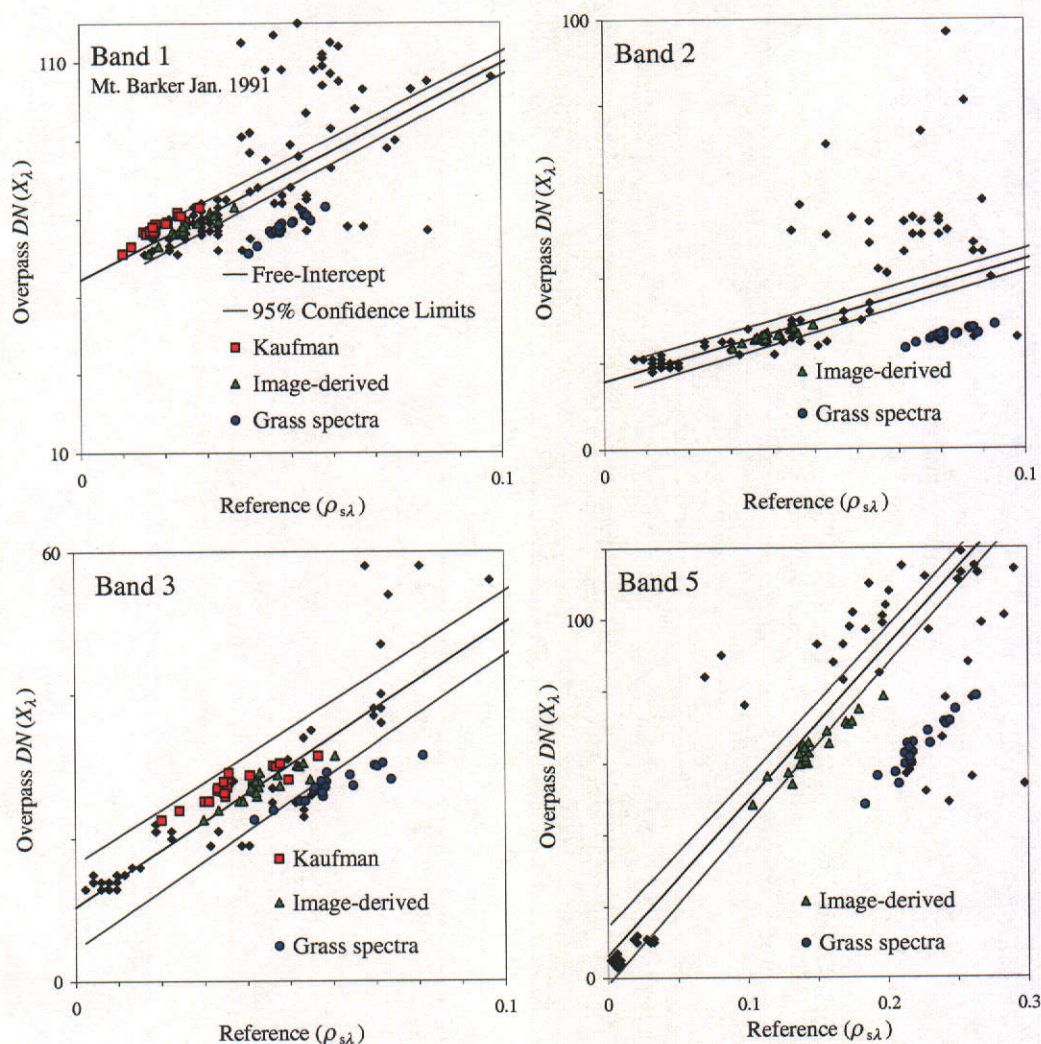 Band 1
Mt. Barker Jan. 1991
110
10
0
0.1
Overpass DN (Xλ)
Reference (ρsλ)
Free-Intercept
95% Confidence Limits
Kaufman
Image-derived
Grass spectra
Band 2
100
0
0
0.1
Overpass DN (Xλ)
Reference (ρsλ)
Image-derived
Grass spectra
Band 3
60
0
0
0.1
Overpass DN (Xλ)
Reference (ρsλ)
Kaufman
Image-derived
Grass spectra
Band 5
100
0
0
0.1
0.2
0.3
Overpass DN (Xλ)
Reference (ρsλ)
Image-derived
Grass spectra